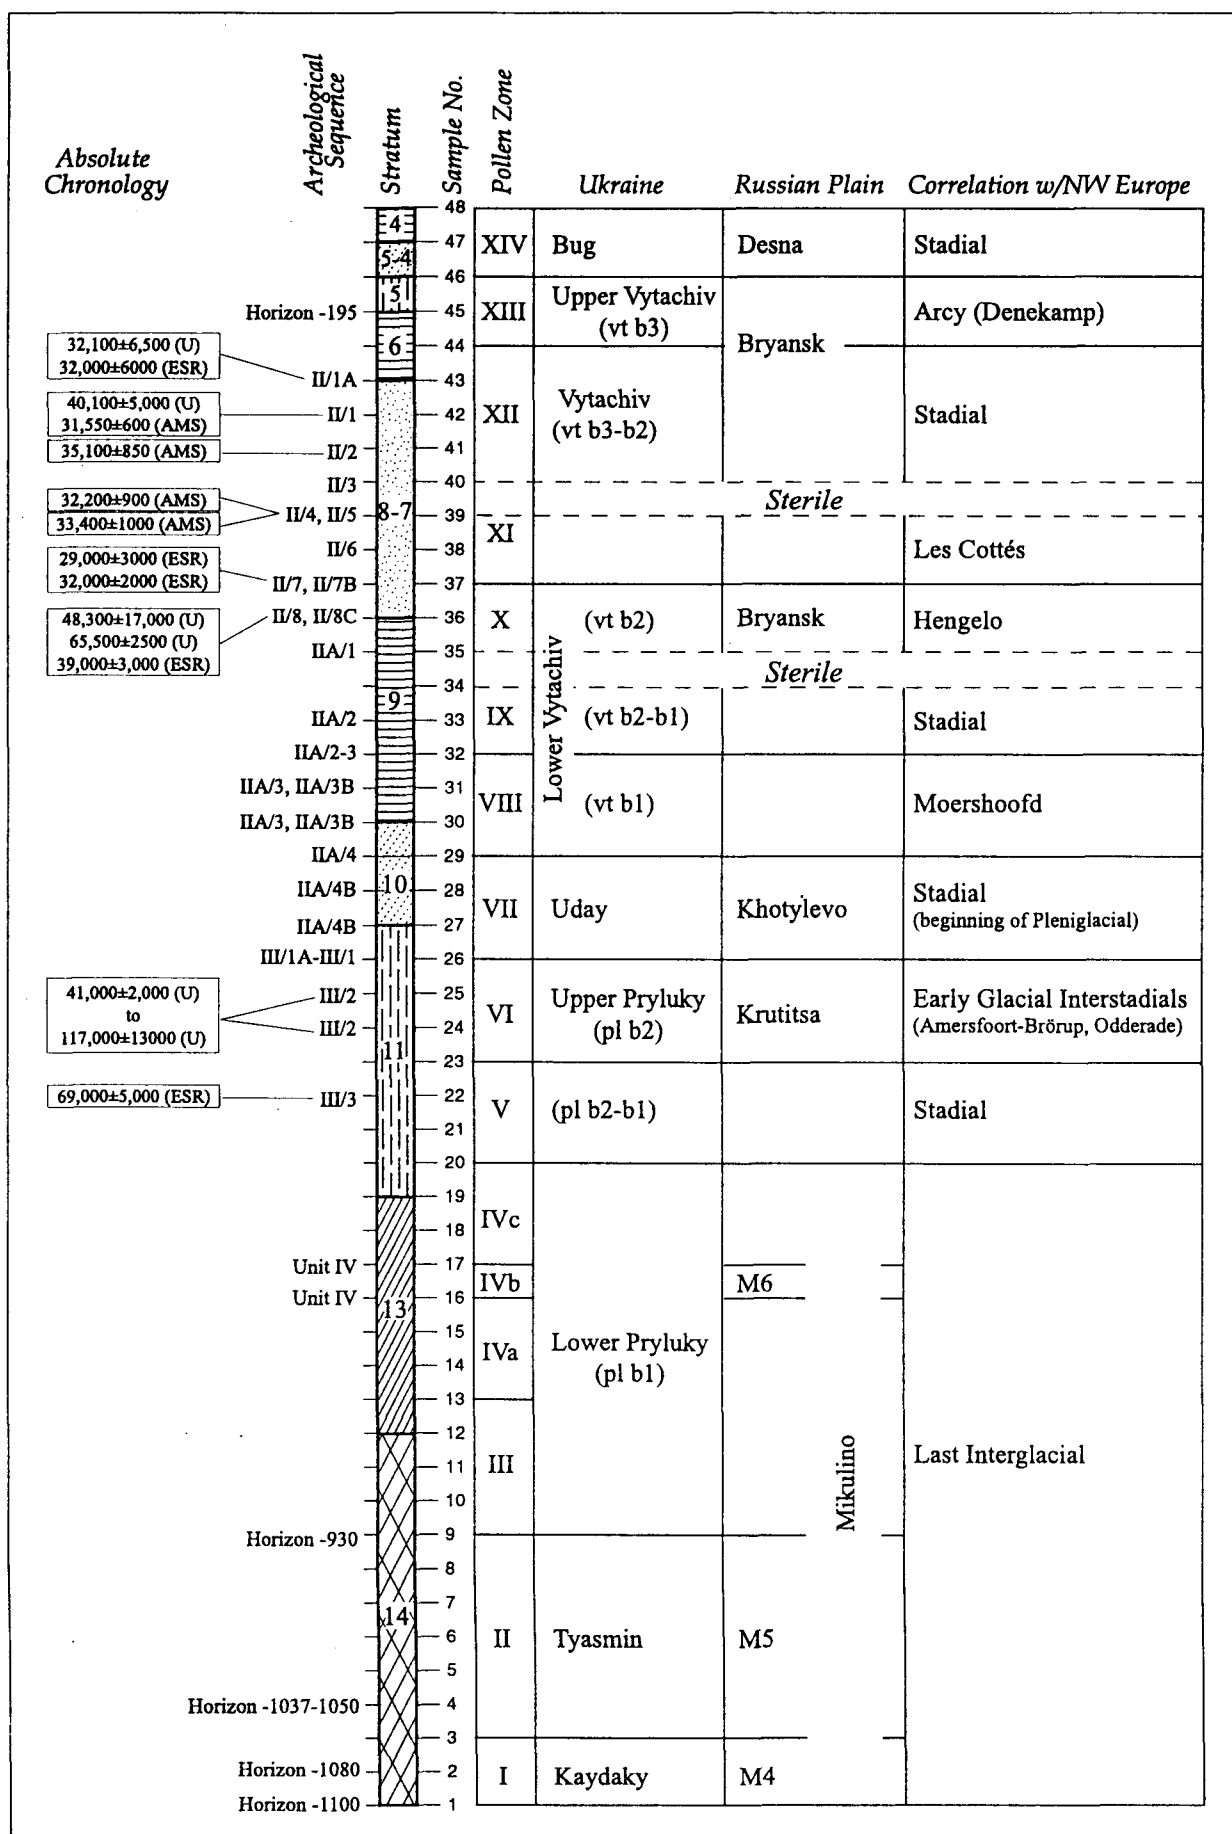 Absolute
Chronology
Archeological
Sequence
Stratum
Sample No.
Pollen Zone
Ukraine
Russian Plain
Correlation w/NW Europe
48
4
47
XIV
Bug
Desna
Stadial
5-4
46
5
Upper Vytachiv
(vt b3)
Horizon -195
45
XIII
Arcy (Denekamp)
Bryansk
32,100±6,500 (U)
32,000±6000 (ESR)
6
44
II/1A
43
40,100±5,000 (U)
31,550±600 (AMS)
II/1
42
XII
Vytachiv
(vt b3-b2)
Stadial
35,100±850 (AMS)
II/2
41
II/3
40
Sterile
32,200±900 (AMS)
33,400±1000 (AMS)
II/4, II/5
8-7
39
XI
II/6
38
Les Cottés
29,000±3000 (ESR)
32,000±2000 (ESR)
II/7, II/7B
37
48,300±17,000 (U)
65,500±2500 (U)
39,000±3,000 (ESR)
II/8, II/8C
36
X
(vt b2)
Bryansk
Hengelo
IIA/1
35
Sterile
34
9
Lower Vytachiv
IIA/2
33
IX
(vt b2-b1)
Stadial
IIA/2-3
32
IIA/3, IIA/3B
31
VIII
(vt b1)
Moershoofd
IIA/3, IIA/3B
30
IIA/4
29
IIA/4B
10
28
VII
Uday
Khotylevo
Stadial
(beginning of Pleniglacial)
IIA/4B
27
III/1A-III/1
26
41,000±2,000 (U)
to
117,000±13000 (U)
III/2
25
VI
Upper Pryluky
(pl b2)
Krutitsa
Early Glacial Interstadials
(Amersfoort-Brörup, Odderade)
III/2
24
11
23
69,000±5,000 (ESR)
III/3
22
V
(pl b2-b1)
Stadial
21
20
19
18
IVc
Unit IV
17
IVb
M6
Unit IV
16
13
15
IVa
Lower Pryluky
(pl b1)
14
13
12
11
III
Mikulino
Last Interglacial
10
Horizon -930
9
8
7
14
6
II
Tyasmin
M5
5
Horizon -1037-1050
4
3
Horizon -1080
2
I
Kaydaky
M4
Horizon -1100
1